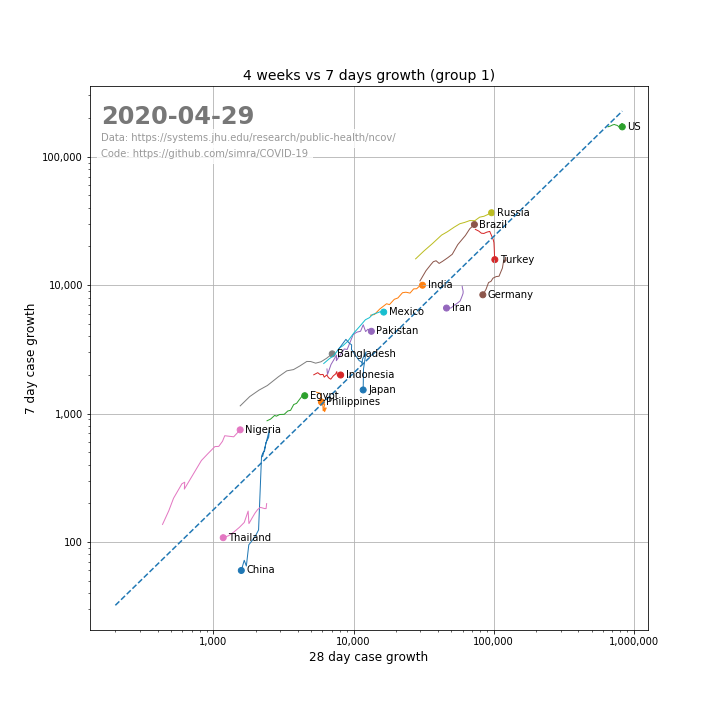 4 weeks vs 7 days growth (group 1)
2020-04-29
Data: https://systems.jhu.edu/research/public-health/ncov/
Code: https://github.com/simra/COVID-19
US
100,000
Russia
Brazil
Turkey
10,000
India
Germany
Iran
Mexico
Pakistan
Bangladesh
Indonesia
Japan
Egypt
Philippines
1,000
Nigeria
100
Thailand
China
7 day case growth
1,000
10,000
100,000
1,000,000
28 day case growth